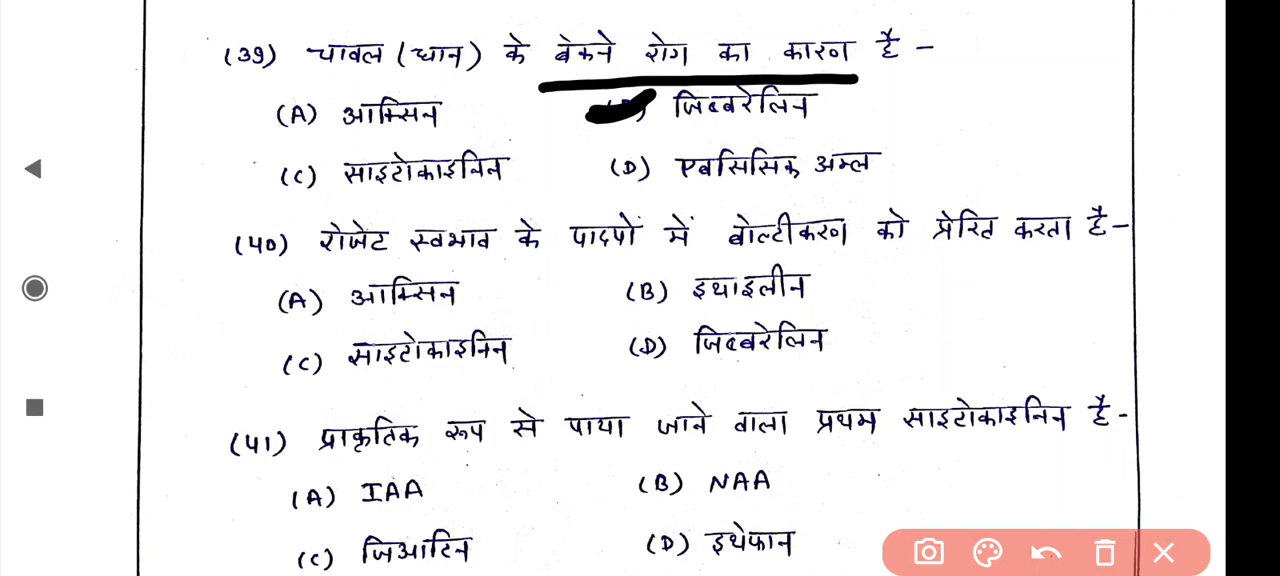 (39) चावल (धान) के बेकने रोग का कारण है -
(A) आक्सिन जिब्बरेलिन
(C) साइटोकाइनिन (D) एबसिसिक अम्ल
(40) रोजेट स्वभाव के पादपों में बोल्टीकरण को प्रेरित करता है -
(A) आक्सिन (B) इथाइलीन
(C) साइटोकाइनिन (D) जिब्बरेलिन
(41) प्राकृतिक रूप से पाया जाने वाला प्रथम साइटोकाइनिन है -
(A) IAA (B) NAA
(C) जिआटिन (D) इथेफान